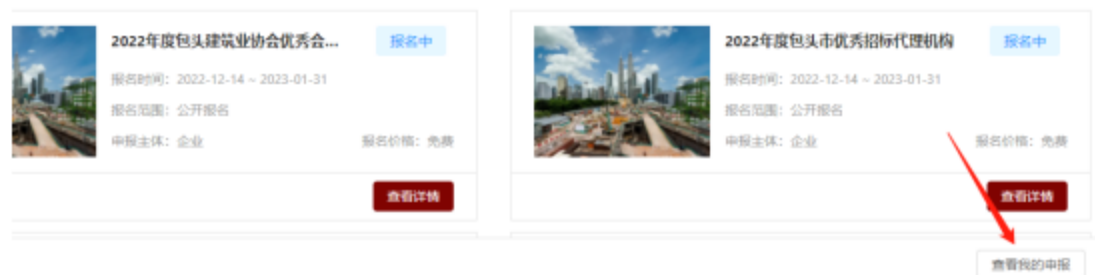 2022年度包头建筑业协会优秀会...
报名中
报名时间：2022-12-14 ~ 2023-01-31
报名范围：公开报名
申报主体：企业
报名价格：免费
查看详情
2022年度包头市优秀招标代理机构
报名中
报名时间：2022-12-14 ~ 2023-01-31
报名范围：公开报名
申报主体：企业
报名价格：免费
查看详情
查看我的申报